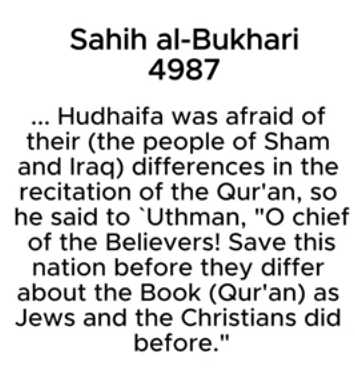 Sahih al-Bukhari
4987
... Hudhaifa was afraid of
their (the people of Sham
and Iraq) differences in the
recitation of the Qur'an, so
he said to `Uthman, "O chief
of the Believers! Save this
nation before they differ
about the Book (Qur'an) as
Jews and the Christians did
before."